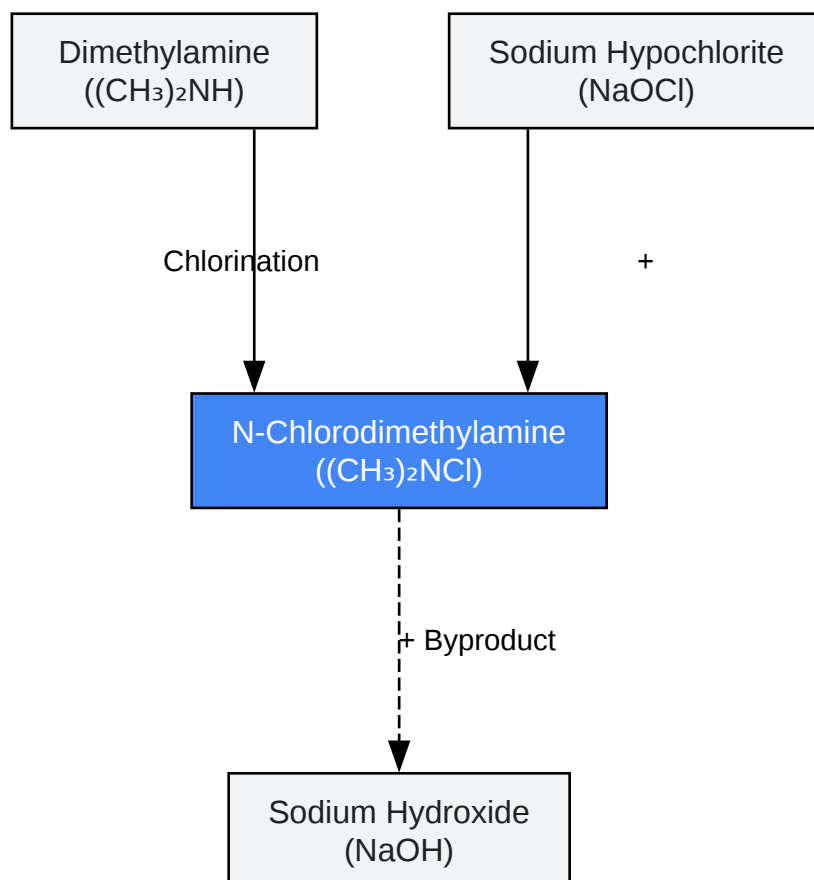 Dimethylamine
((CH₃)₂NH)
Sodium Hypochlorite
(NaOCl)
Chlorination
+
N-Chlorodimethylamine
((CH₃)₂NCl)
+ Byproduct
Sodium Hydroxide
(NaOH)